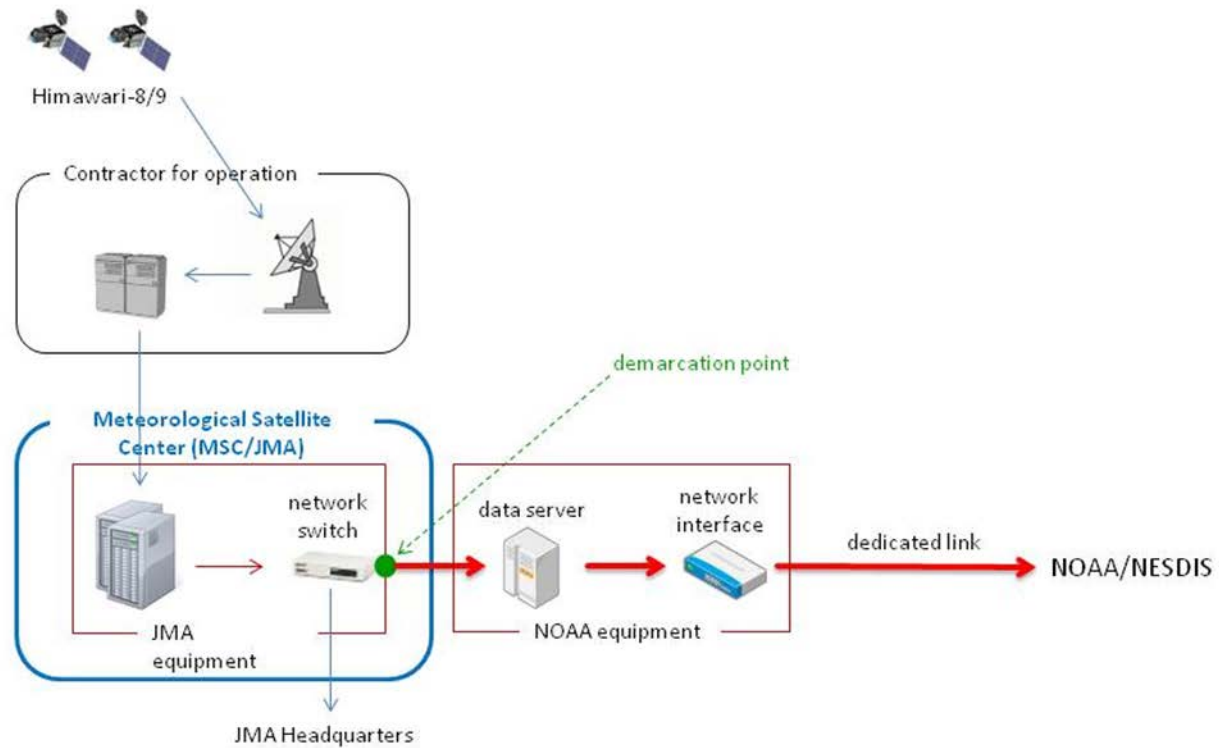 Himawari-8/9
Contractor for operation
demarcation point
Meteorological Satellite
Center (MSC/JMA)
network
switch
data server
network
interface
dedicated link
NOAA/NESDIS
JMA
equipment
NOAA equipment
JMA Headquarters